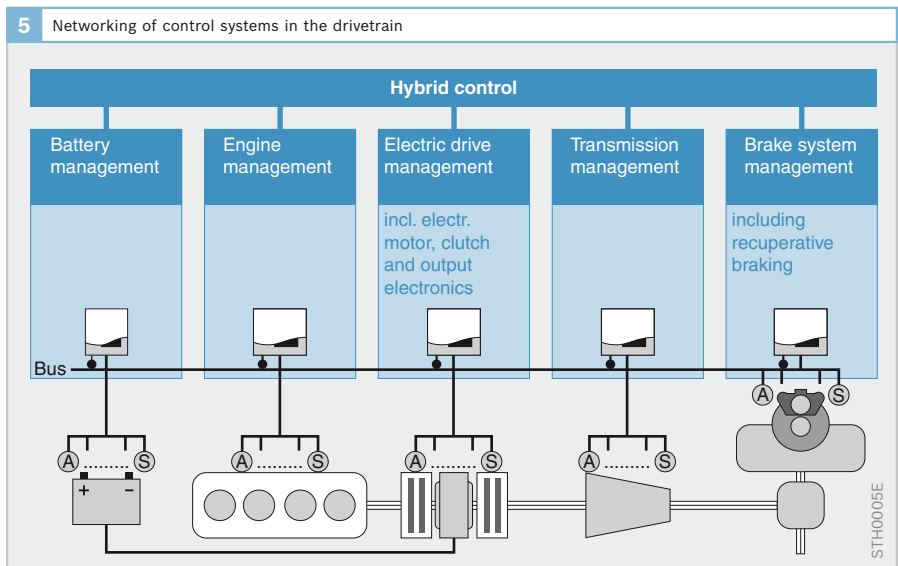 5 Networking of control systems in the drivetrain
Hybrid control
Battery
management
Engine
management
Electric drive
management
Transmission
management
Brake system
management
incl. electr.
motor, clutch
and output
electronics
including
recuperative
braking
Bus
A S
A ......... S
A ......... S
A ......... S
A ......... S
+ -
STH0005E